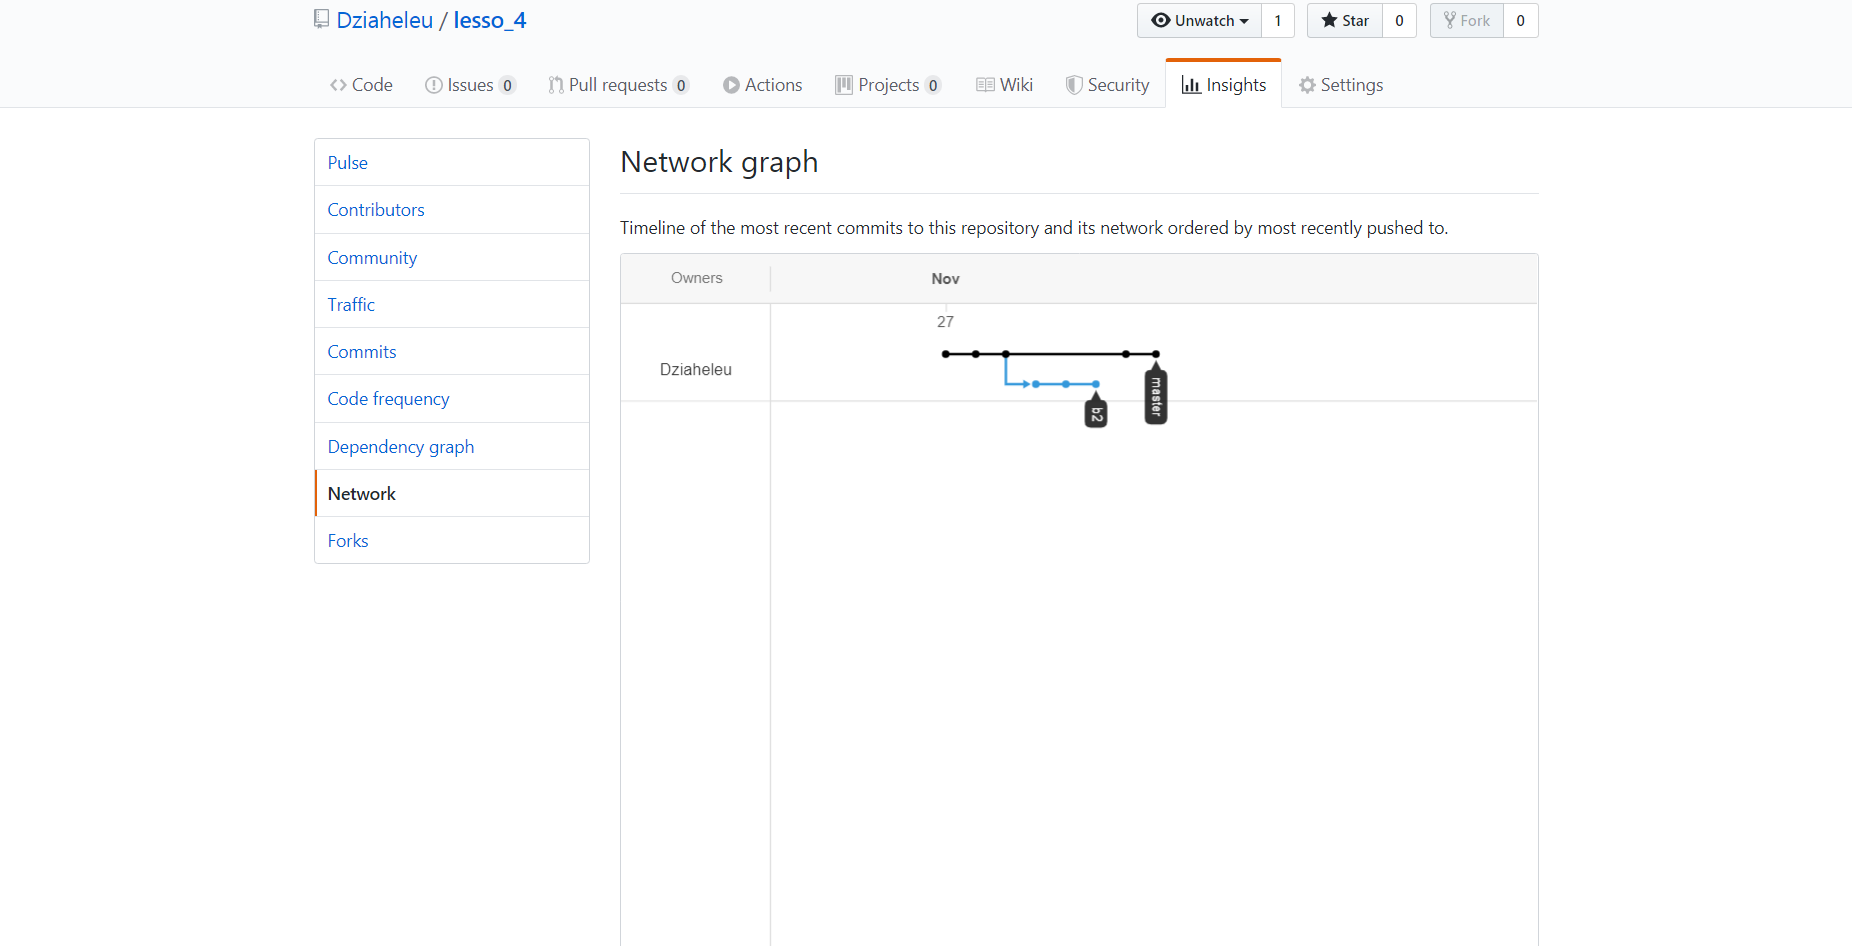 Dziaheleu / lesso_4
Unwatch 1 Star 0 Fork 0
Code Issues 0 Pull requests 0 Actions Projects 0 Wiki Security Insights Settings
Pulse
Contributors
Community
Traffic
Commits
Code frequency
Dependency graph
Network
Forks
Network graph
Timeline of the most recent commits to this repository and its network ordered by most recently pushed to.
Owners Nov
27
Dziaheleu
master
b2